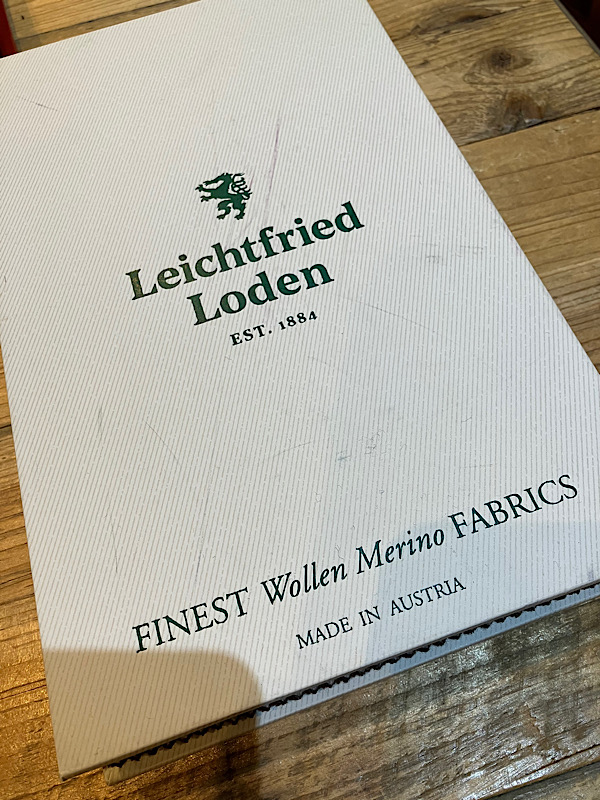 Leichtfried
Loden
EST. 1884
FINEST Wollen Merino FABRICS
MADE IN AUSTRIA